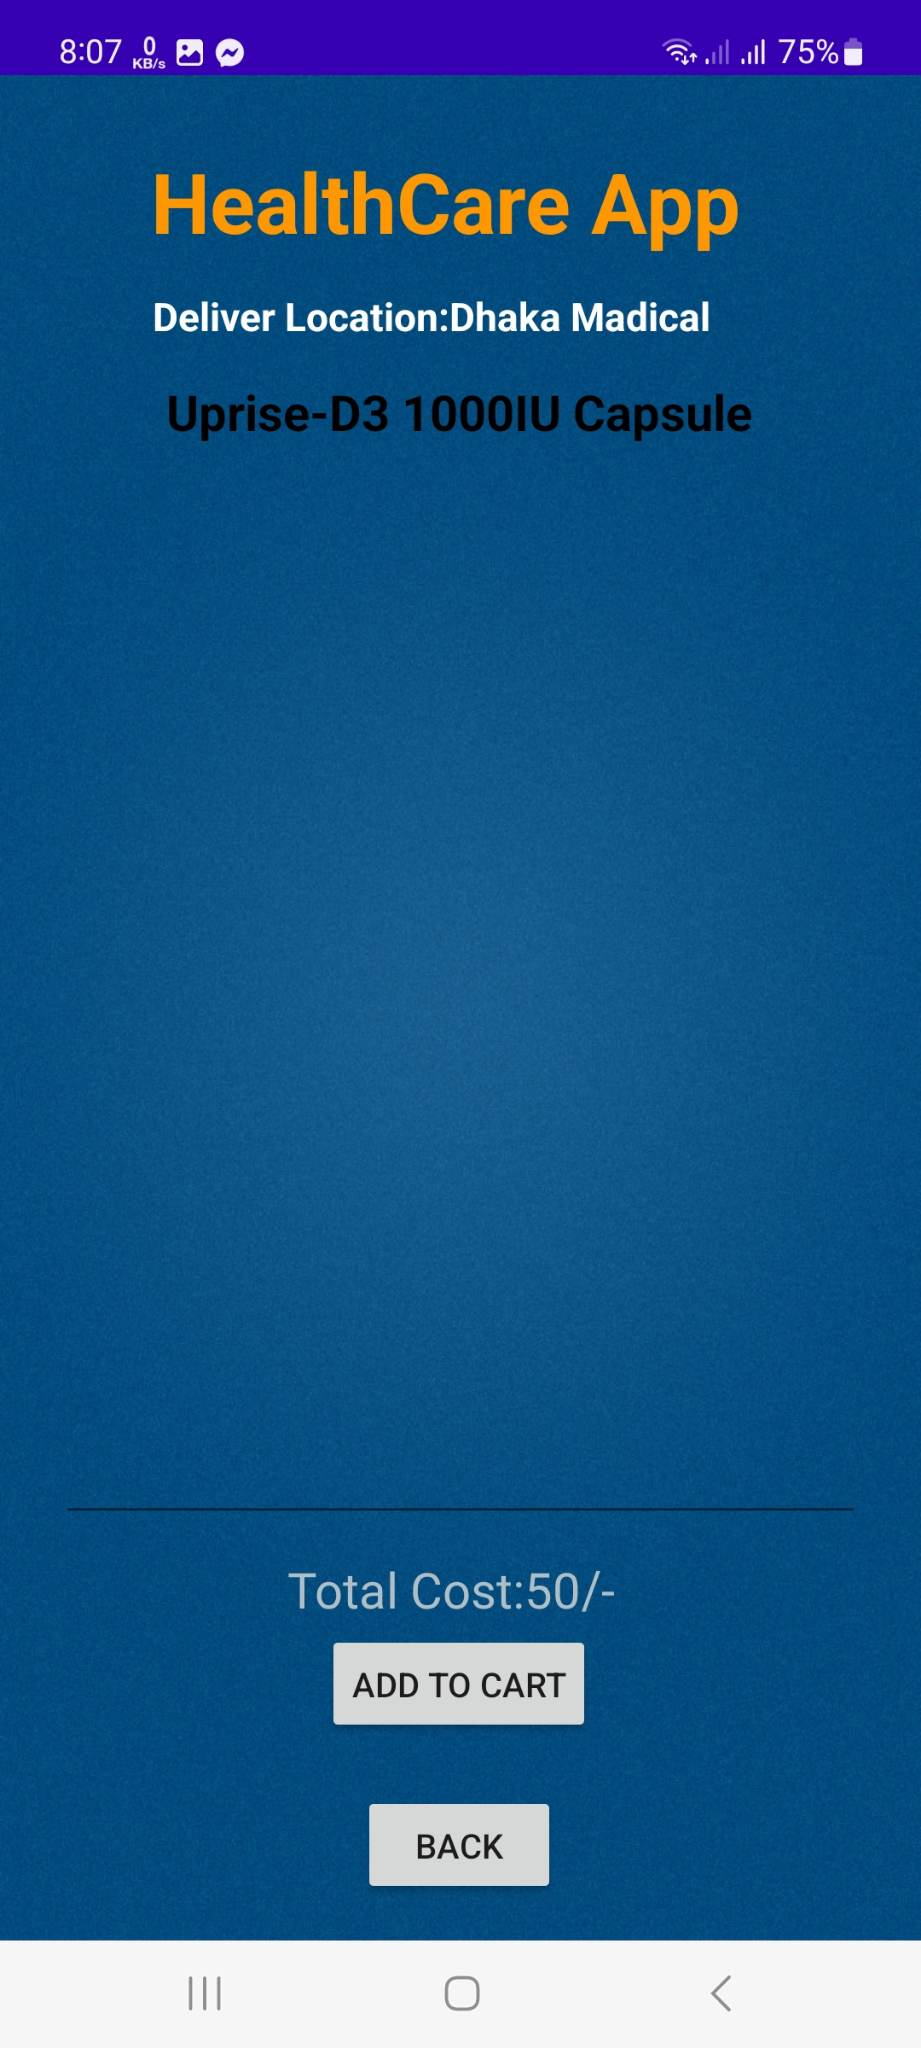 8:07 0 KB/s 75%
HealthCare App
Deliver Location:Dhaka Madical
Uprise-D3 1000IU Capsule
Total Cost:50/-
ADD TO CART
BACK